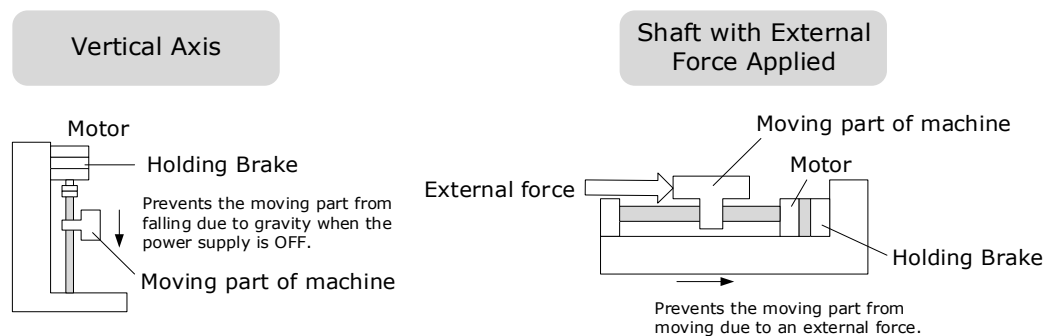 Vertical Axis
Motor
Holding Brake
Prevents the moving part from
falling due to gravity when the
power supply is OFF.
Moving part of machine
Shaft with External
Force Applied
Moving part of machine
Motor
External force
Holding Brake
Prevents the moving part from
moving due to an external force.